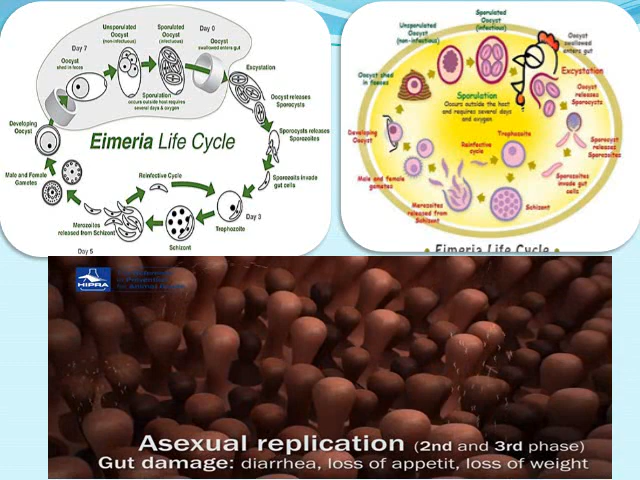 Unsporulated
Oocyst
(non-infectuous)
Sporulated
Oocyst
(infectious)
Day 0
Oocyst
swallowed enters gut
Day 7
Oocyst
shed in feces
Excystation
Sporulation
occurs outside host requires
several days & oxygen
Oocyst releases
Sporocysts
Developing
Oocyst
Eimeria Life Cycle
Sporocysts releases
Sporozoites
Male and Female
Gametes
Reinfective Cycle
Sporozoits invade
gut cells
Day 3
Trophozoite
Merozoites
released from Schizont
Schizont
Day 5
Unsporulated
Oocyst
(non-infectious)
Sporulated
Oocyst
(infectious)
Oocyst
swallowed
enters gut
Oocyst shed
in faeces
Excystation
Sporulation
Occurs outside the host
and requires several days
and oxygen
Oocyst
releases
Sporocysts
Developing
Oocyst
Trophozoite
Reinfective
cycle
Sporocyst
releases
Sporozoites
Male and female
gametes
Sporozoites
invade
gut cells
Merozoites
released from
Schizont
Schizont
• Eimeria Life Cycle •
HIPRA
Asexual replication (2nd and 3rd phase)
Gut damage: diarrhea, loss of appetit, loss of weight